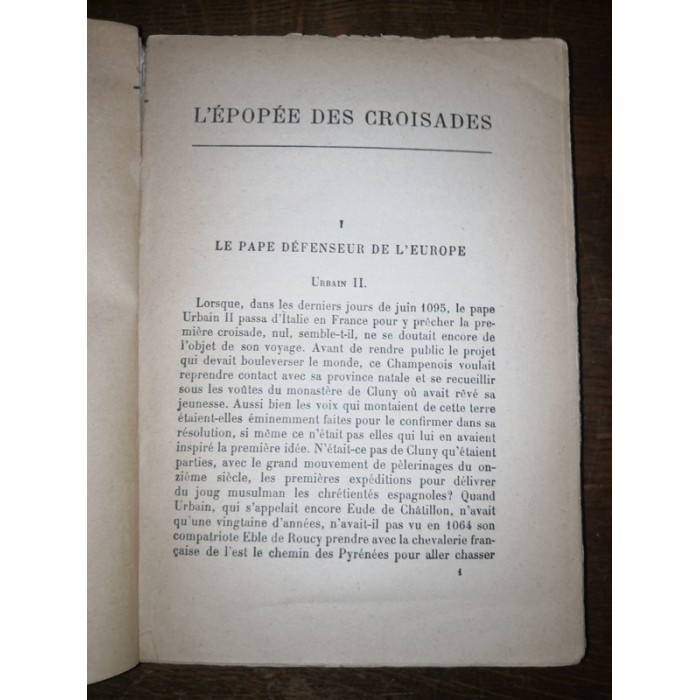 L'ÉPOPÉE DES CROISADES
I
LE PAPE DÉFENSEUR DE L'EUROPE
URBAIN II.
Lorsque, dans les derniers jours de juin 1095, le pape
Urbain II passa d'Italie en France pour y prêcher la pre-
mière croisade, nul, semble-t-il, ne se doutait encore de
l'objet de son voyage. Avant de rendre public le projet
qui devait bouleverser le monde, ce Champenois voulait
reprendre contact avec sa province natale et se recueillir
sous les voûtes du monastère de Cluny où avait rêvé sa
jeunesse. Aussi bien les voix qui montaient de cette terre
étaient-elles éminemment faites pour le confirmer dans sa
résolution, si même ce n'était pas elles qui lui en avaient
inspiré la première idée. N'était-ce pas de Cluny qu'étaient
parties, avec le grand mouvement de pèlerinages du on-
zième siècle, les premières expéditions pour délivrer
du joug musulman les chrétientés espagnoles? Quand
Urbain, qui s'appelait encore Eude de Châtillon, n'avait
qu'une vingtaine d'années, n'avait-il pas vu en 1064 son
compatriote Eble de Roucy prendre avec la chevalerie fran-
çaise de l'est le chemin des Pyrénées pour aller chasser
1